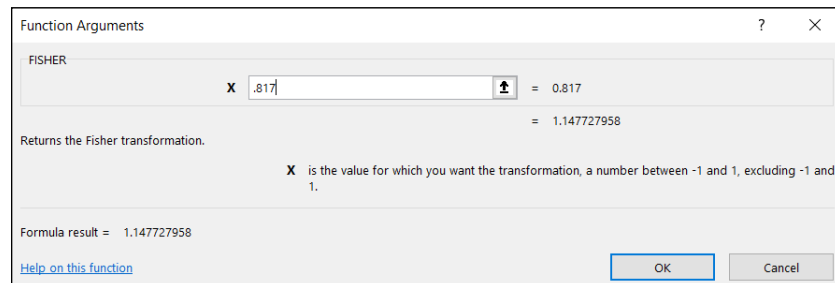 Function Arguments ? ×
FISHER
X .817 = 0.817
= 1.147727958
Returns the Fisher transformation.
X is the value for which you want the transformation, a number between -1 and 1, excluding -1 and
1.
Formula result = 1.147727958
Help on this function OK Cancel